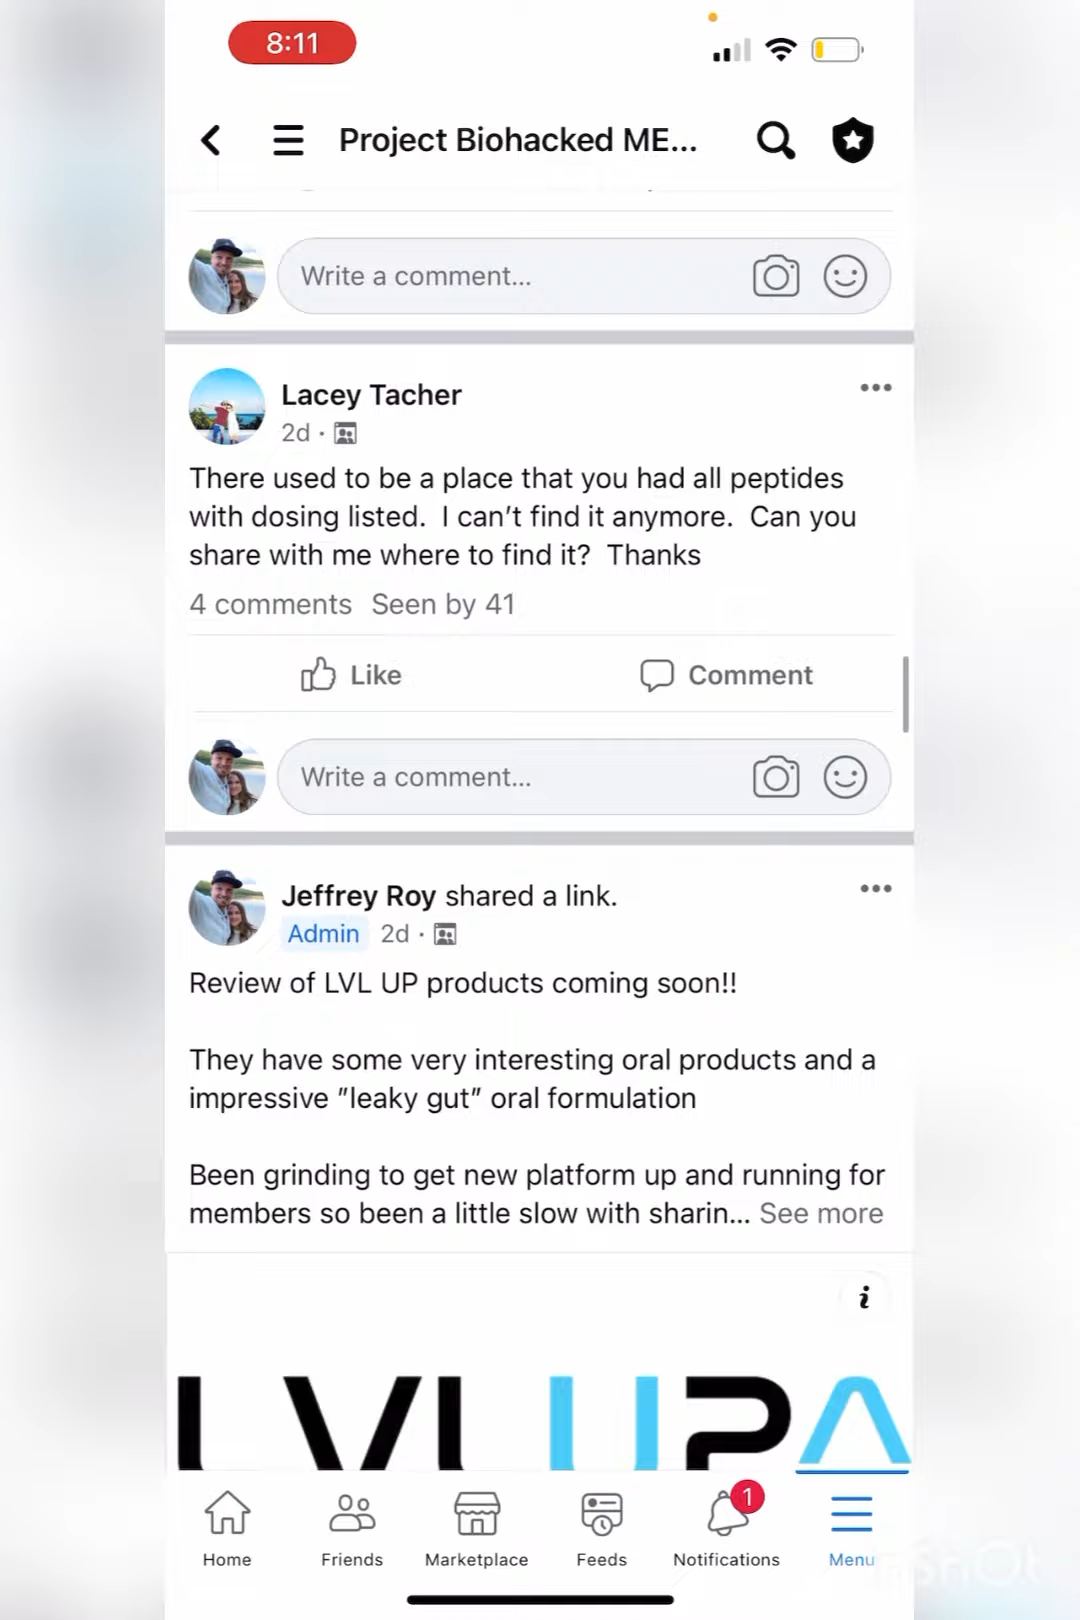 8:11
Project Biohacked ME...
Write a comment...
Lacey Tacher
2d ·
There used to be a place that you had all peptides
with dosing listed.  I can't find it anymore.  Can you
share with me where to find it?  Thanks
4 comments  Seen by 41
Like  Comment
Write a comment...
Jeffrey Roy shared a link.
Admin  2d ·
Review of LVL UP products coming soon!!
They have some very interesting oral products and a
impressive "leaky gut" oral formulation
Been grinding to get new platform up and running for
members so been a little slow with sharin... See more
i
LVLUP
1
Home  Friends  Marketplace  Feeds  Notifications  Menu